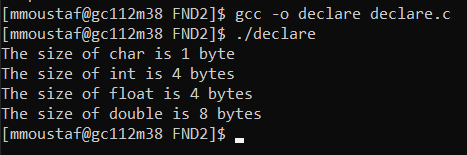 [mmoustaf@gc112m38 FND2]$ gcc -o declare declare.c
[mmoustaf@gc112m38 FND2]$ ./declare
The size of char is 1 byte
The size of int is 4 bytes
The size of float is 4 bytes
The size of double is 8 bytes
[mmoustaf@gc112m38 FND2]$